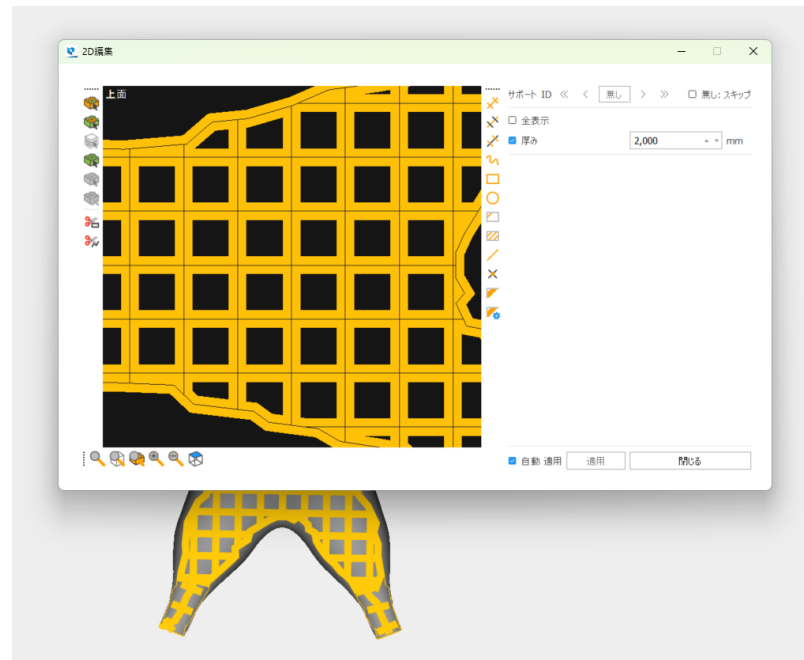 2D編集
上面
サポート ID 無し 無し: スキップ
全表示
厚み 2,000 mm
自動 適用 適用 閉じる